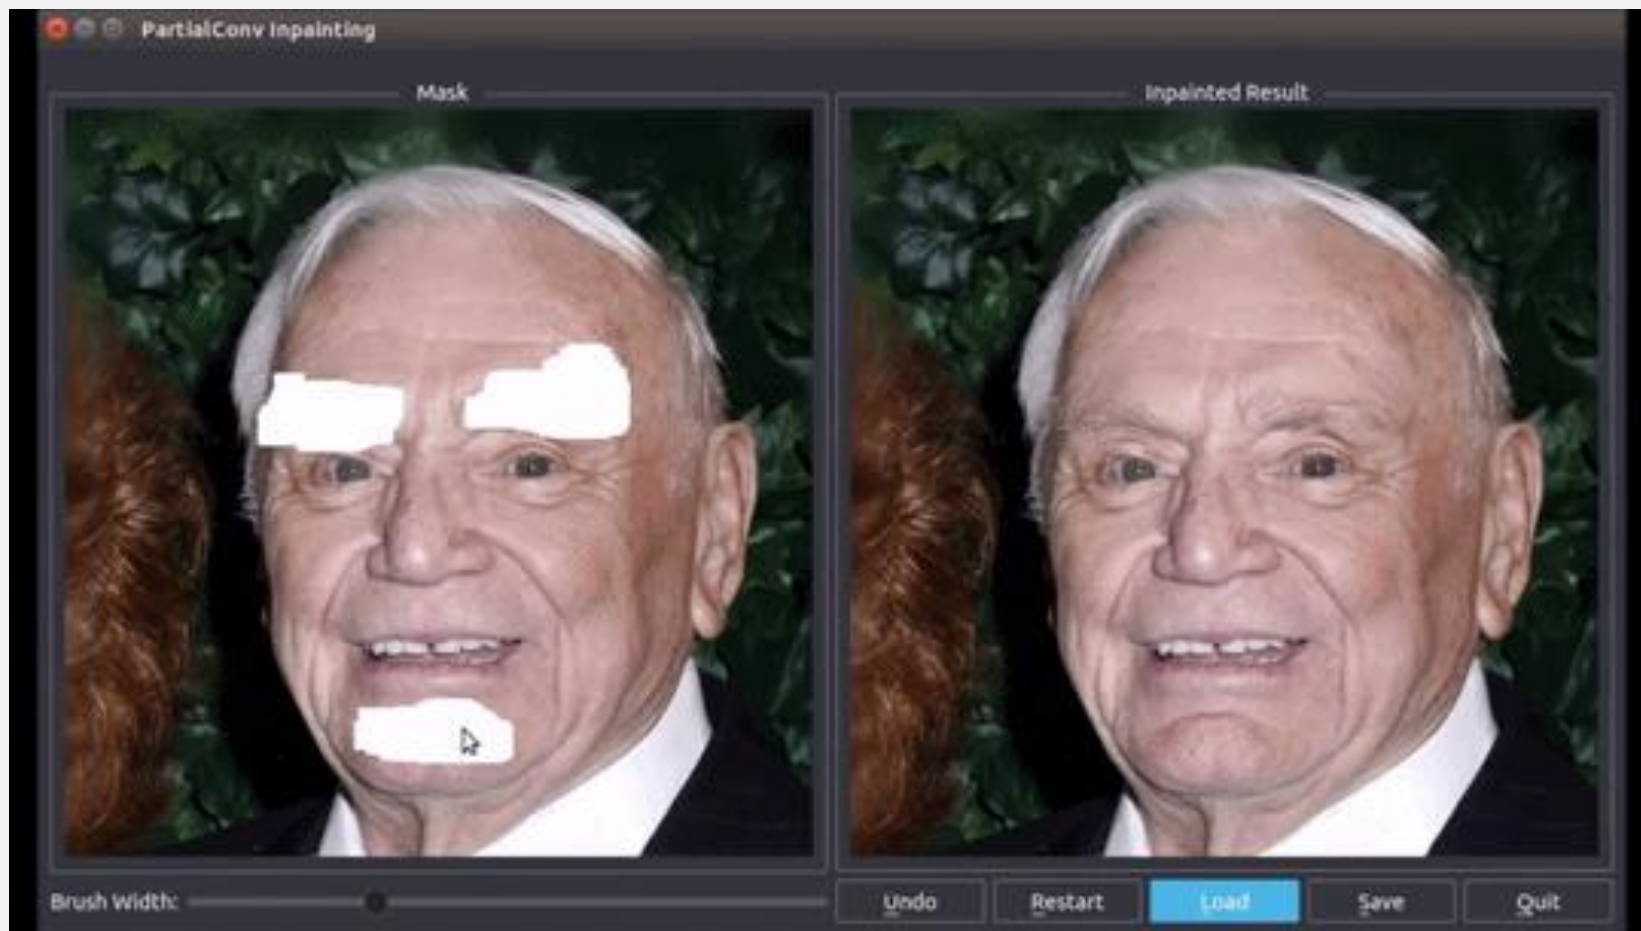 PartialConv Inpainting
Mask
Inpainted Result
Brush Width:
Undo
Restart
Load
Save
Quit